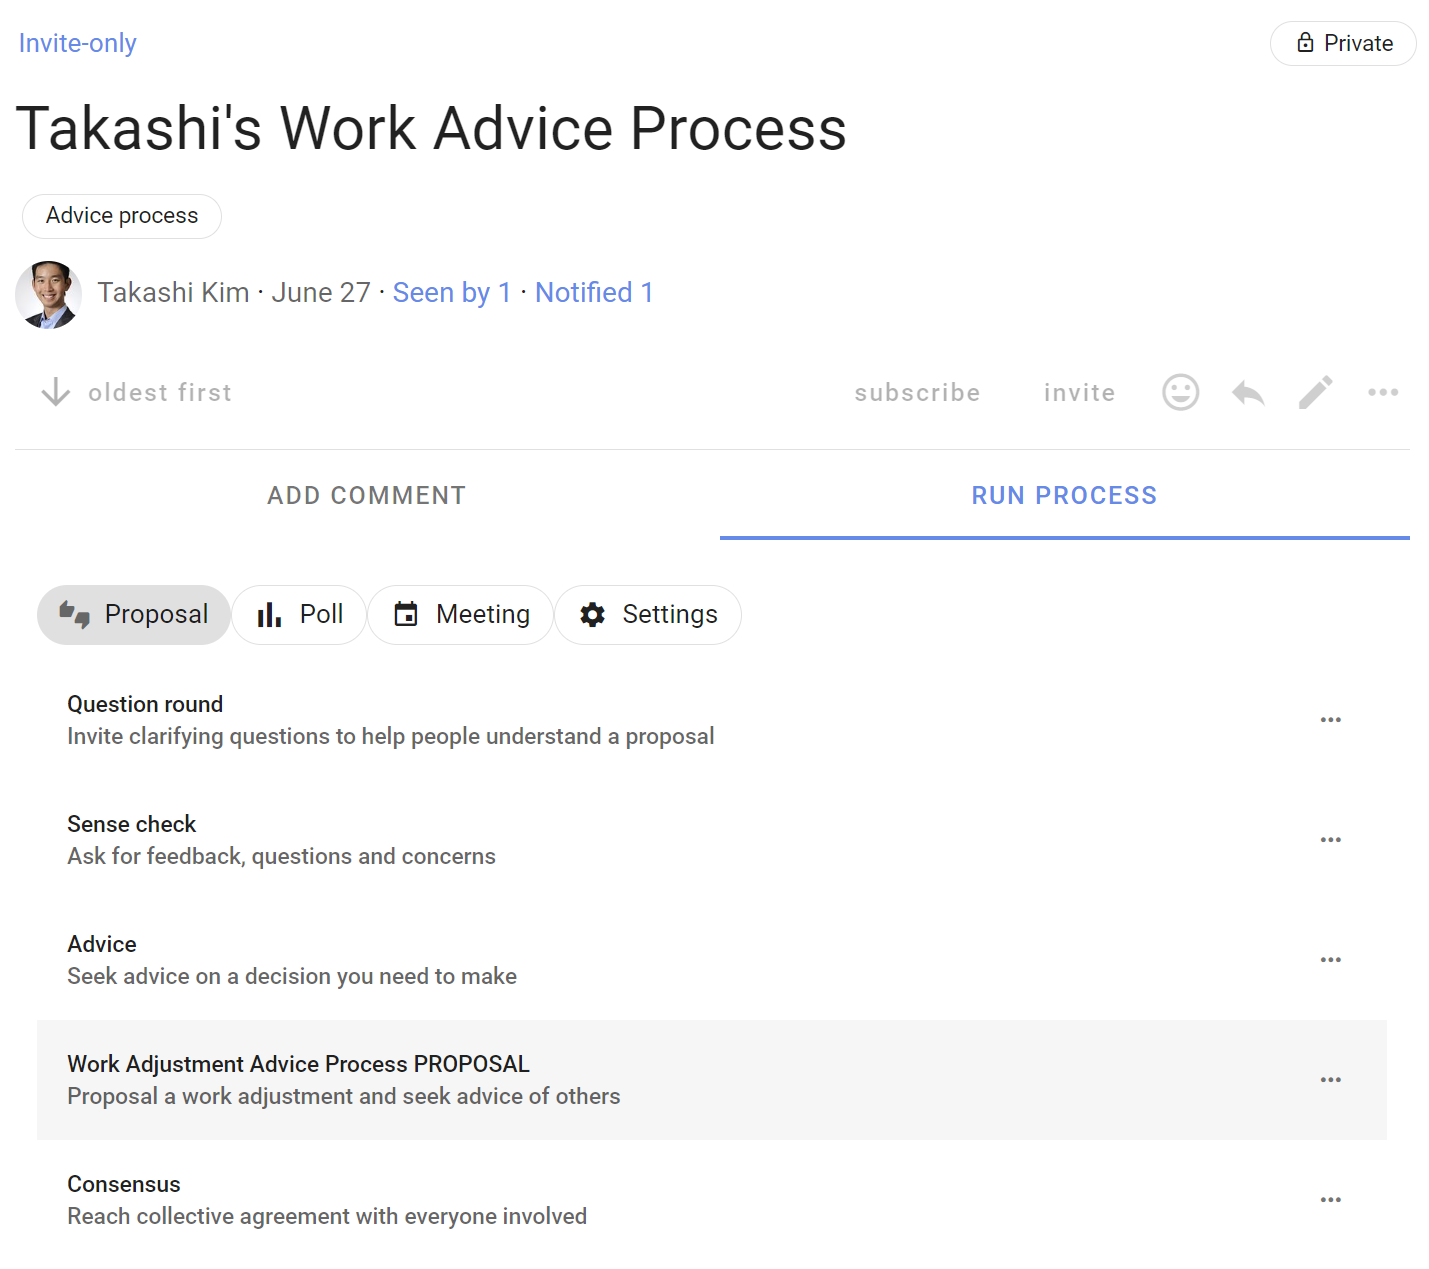 Invite-only
Private
Takashi's Work Advice Process
Advice process
Takashi Kim · June 27 · Seen by 1 · Notified 1
oldest first
subscribe
invite
ADD COMMENT
RUN PROCESS
Proposal
Poll
Meeting
Settings
Question round
Invite clarifying questions to help people understand a proposal
Sense check
Ask for feedback, questions and concerns
Advice
Seek advice on a decision you need to make
Work Adjustment Advice Process PROPOSAL
Proposal a work adjustment and seek advice of others
Consensus
Reach collective agreement with everyone involved